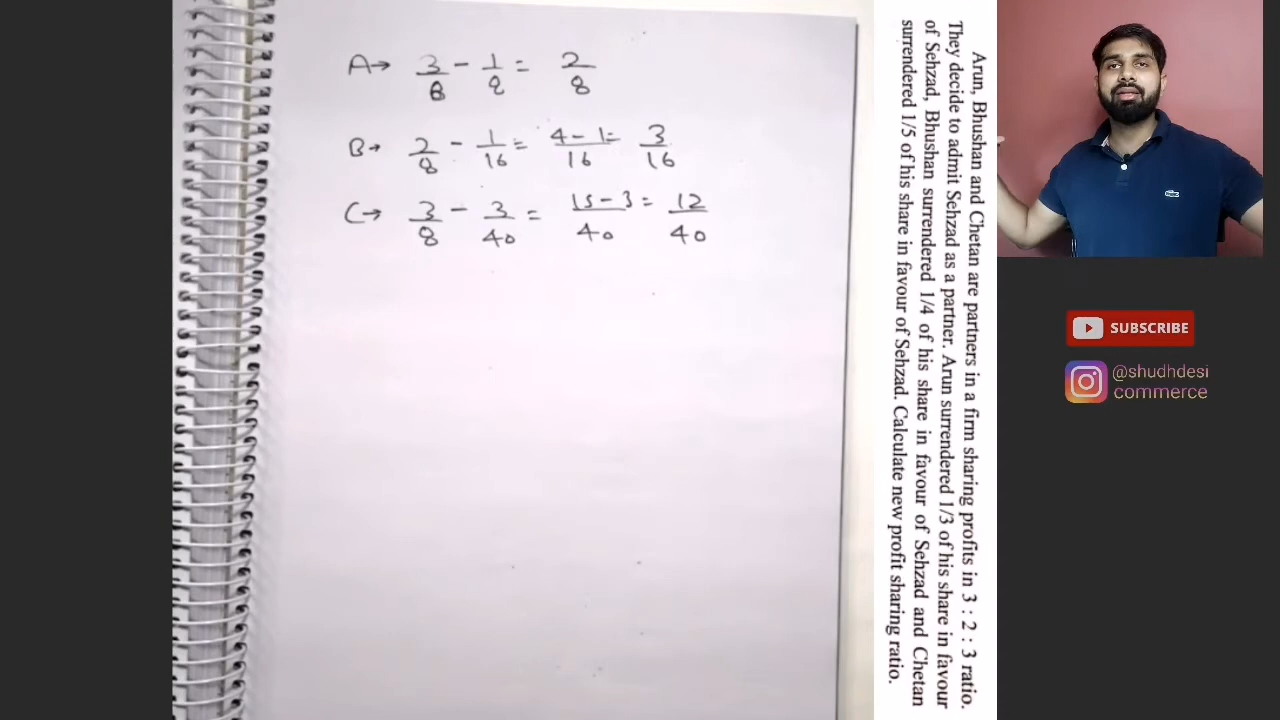 A→ 3/8 - 1/8 = 2/8
B→ 2/8 - 1/16 = 4-1/16 = 3/16
C→ 3/8 - 3/40 = 15-3/40 = 12/40
Arun, Bhushan and Chetan are partners in a firm sharing profits in 3 : 2 : 3 ratio.
They decide to admit Sehzad as a partner. Arun surrendered 1/3 of his share in favour
of Sehzad, Bhushan surrendered 1/4 of his share in favour of Sehzad and Chetan
surrendered 1/5 of his share in favour of Sehzad. Calculate new profit sharing ratio.
SUBSCRIBE
@shudhdesi
commerce